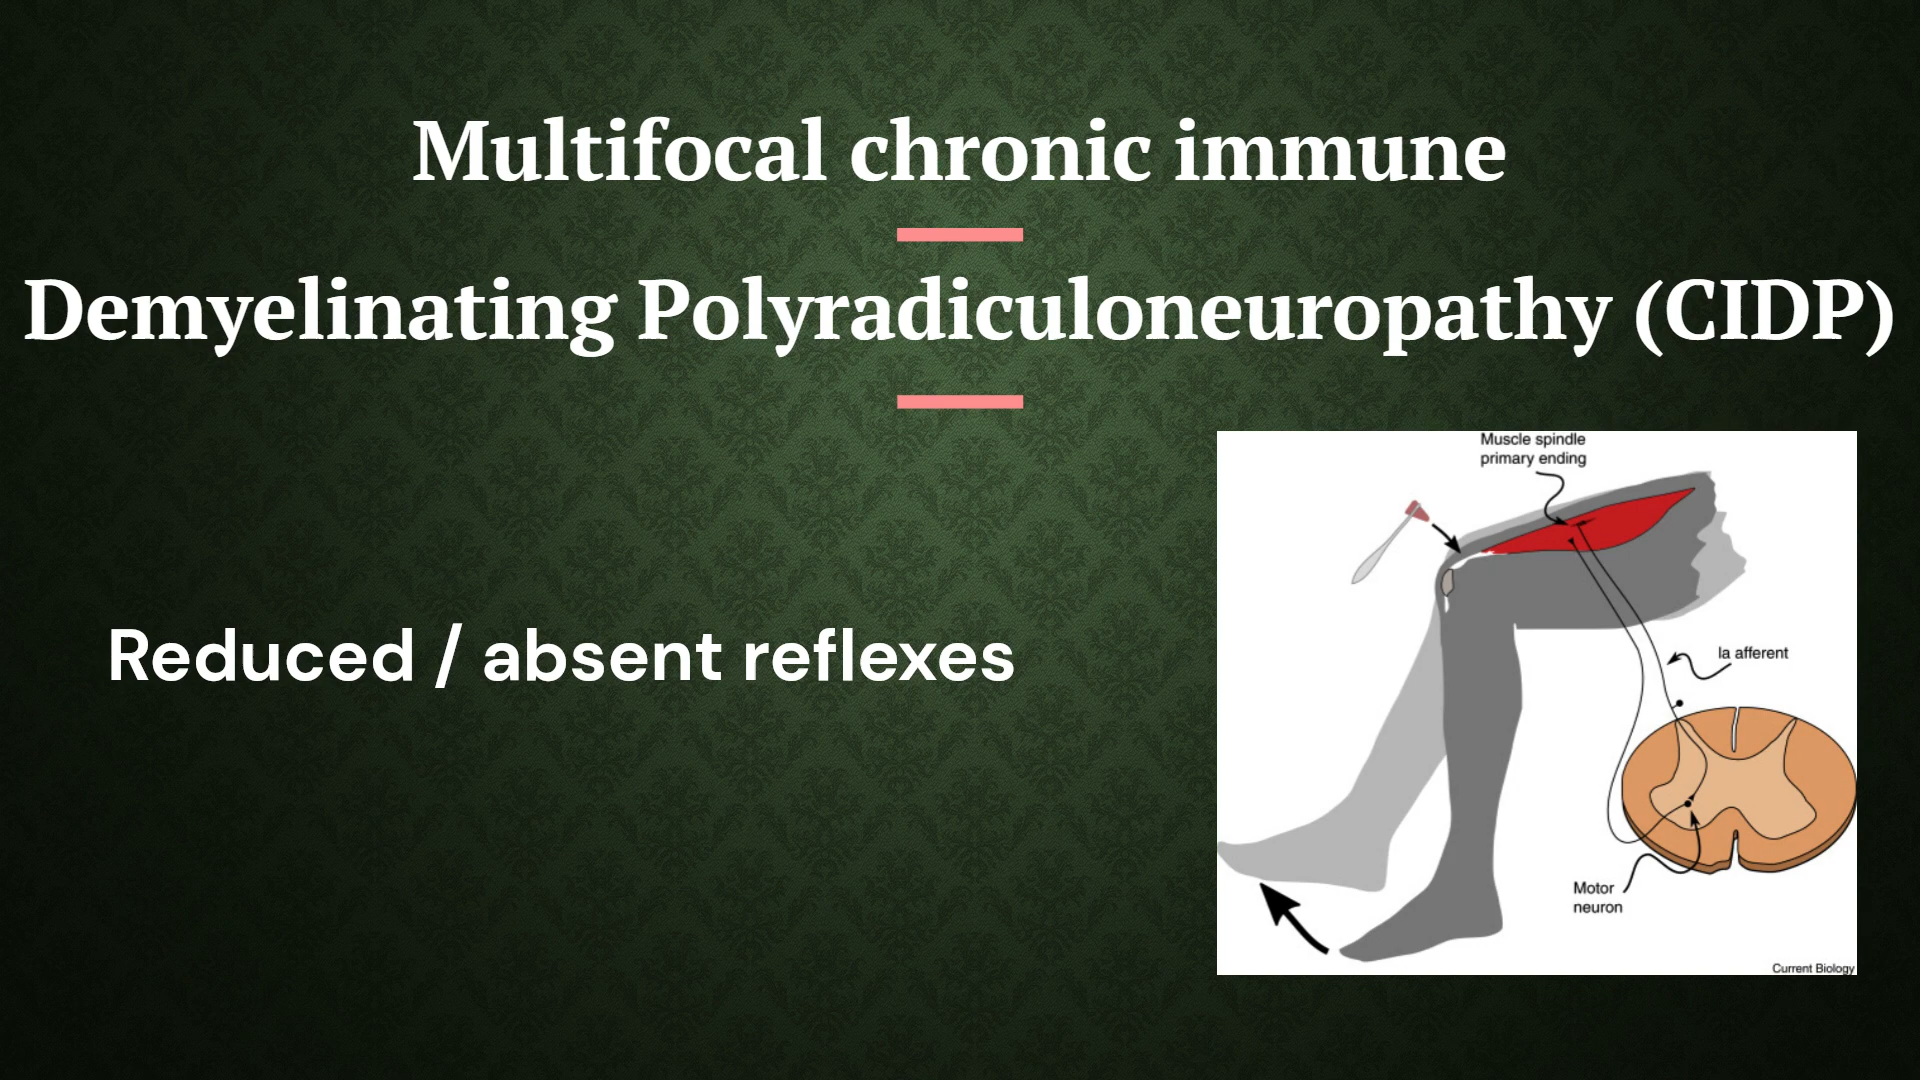 Multifocal chronic immune
Demyelinating Polyradiculoneuropathy (CIDP)
Reduced / absent reflexes
Muscle spindle
primary ending
Ia afferent
Motor
neuron
Current Biology